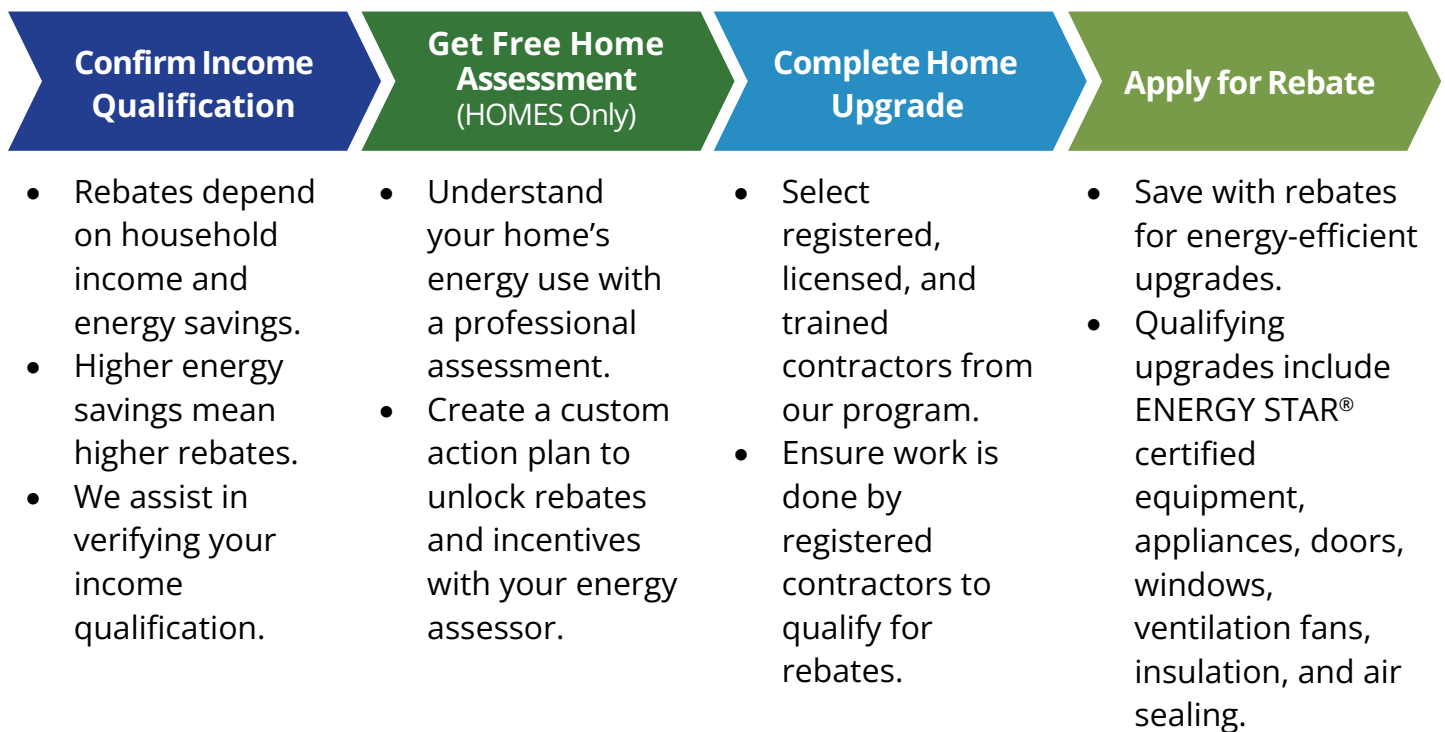 Confirm Income
Qualification
Get Free Home
Assessment
(HOMES Only)
Complete Home
Upgrade
Apply for Rebate
• Rebates depend
on household
income and
energy savings.
• Higher energy
savings mean
higher rebates.
• We assist in
verifying your
income
qualification.
• Understand
your home’s
energy use with
a professional
assessment.
• Create a custom
action plan to
unlock rebates
and incentives
with your energy
assessor.
• Select
registered,
licensed, and
trained
contractors from
our program.
• Ensure work is
done by
registered
contractors to
qualify for
rebates.
• Save with rebates
for energy-efficient
upgrades.
• Qualifying
upgrades include
ENERGY STAR®
certified
equipment,
appliances, doors,
windows,
ventilation fans,
insulation, and air
sealing.